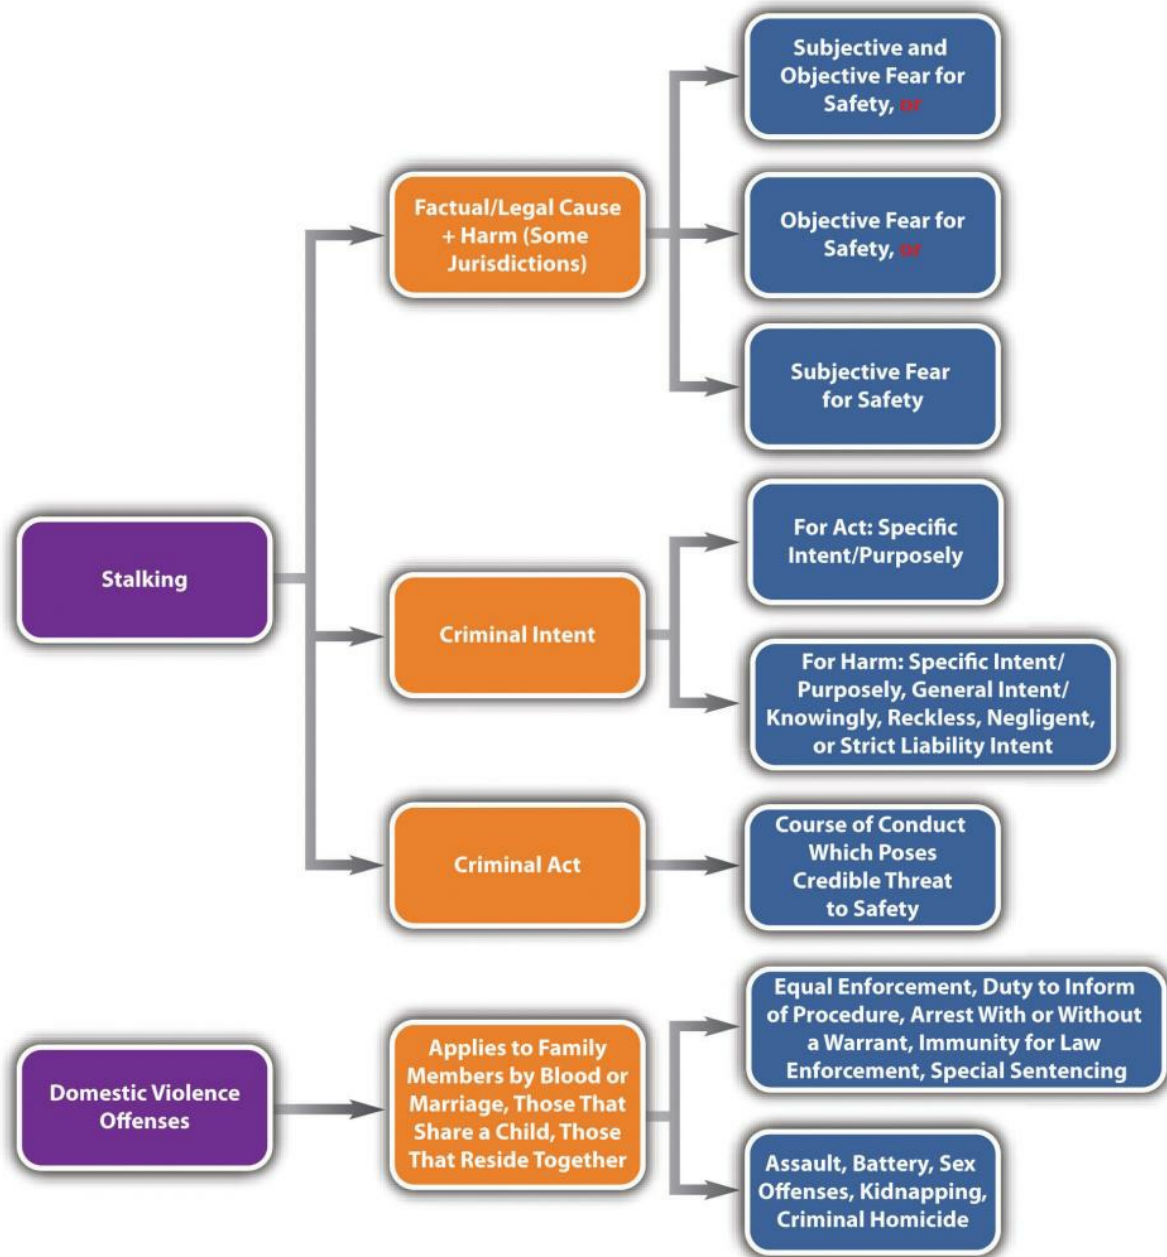 Subjective and
Objective Fear for
Safety, or
Factual/Legal Cause
+ Harm (Some
Jurisdictions)
Objective Fear for
Safety, or
Subjective Fear
for Safety
Stalking
For Act: Specific
Intent/Purposely
Criminal Intent
For Harm: Specific Intent/
Purposely, General Intent/
Knowingly, Reckless, Negligent,
or Strict Liability Intent
Criminal Act
Course of Conduct
Which Poses
Credible Threat
to Safety
Domestic Violence
Offenses
Applies to Family
Members by Blood or
Marriage, Those That
Share a Child, Those
That Reside Together
Equal Enforcement, Duty to Inform
of Procedure, Arrest With or Without
a Warrant, Immunity for Law
Enforcement, Special Sentencing
Assault, Battery, Sex
Offenses, Kidnapping,
Criminal Homicide